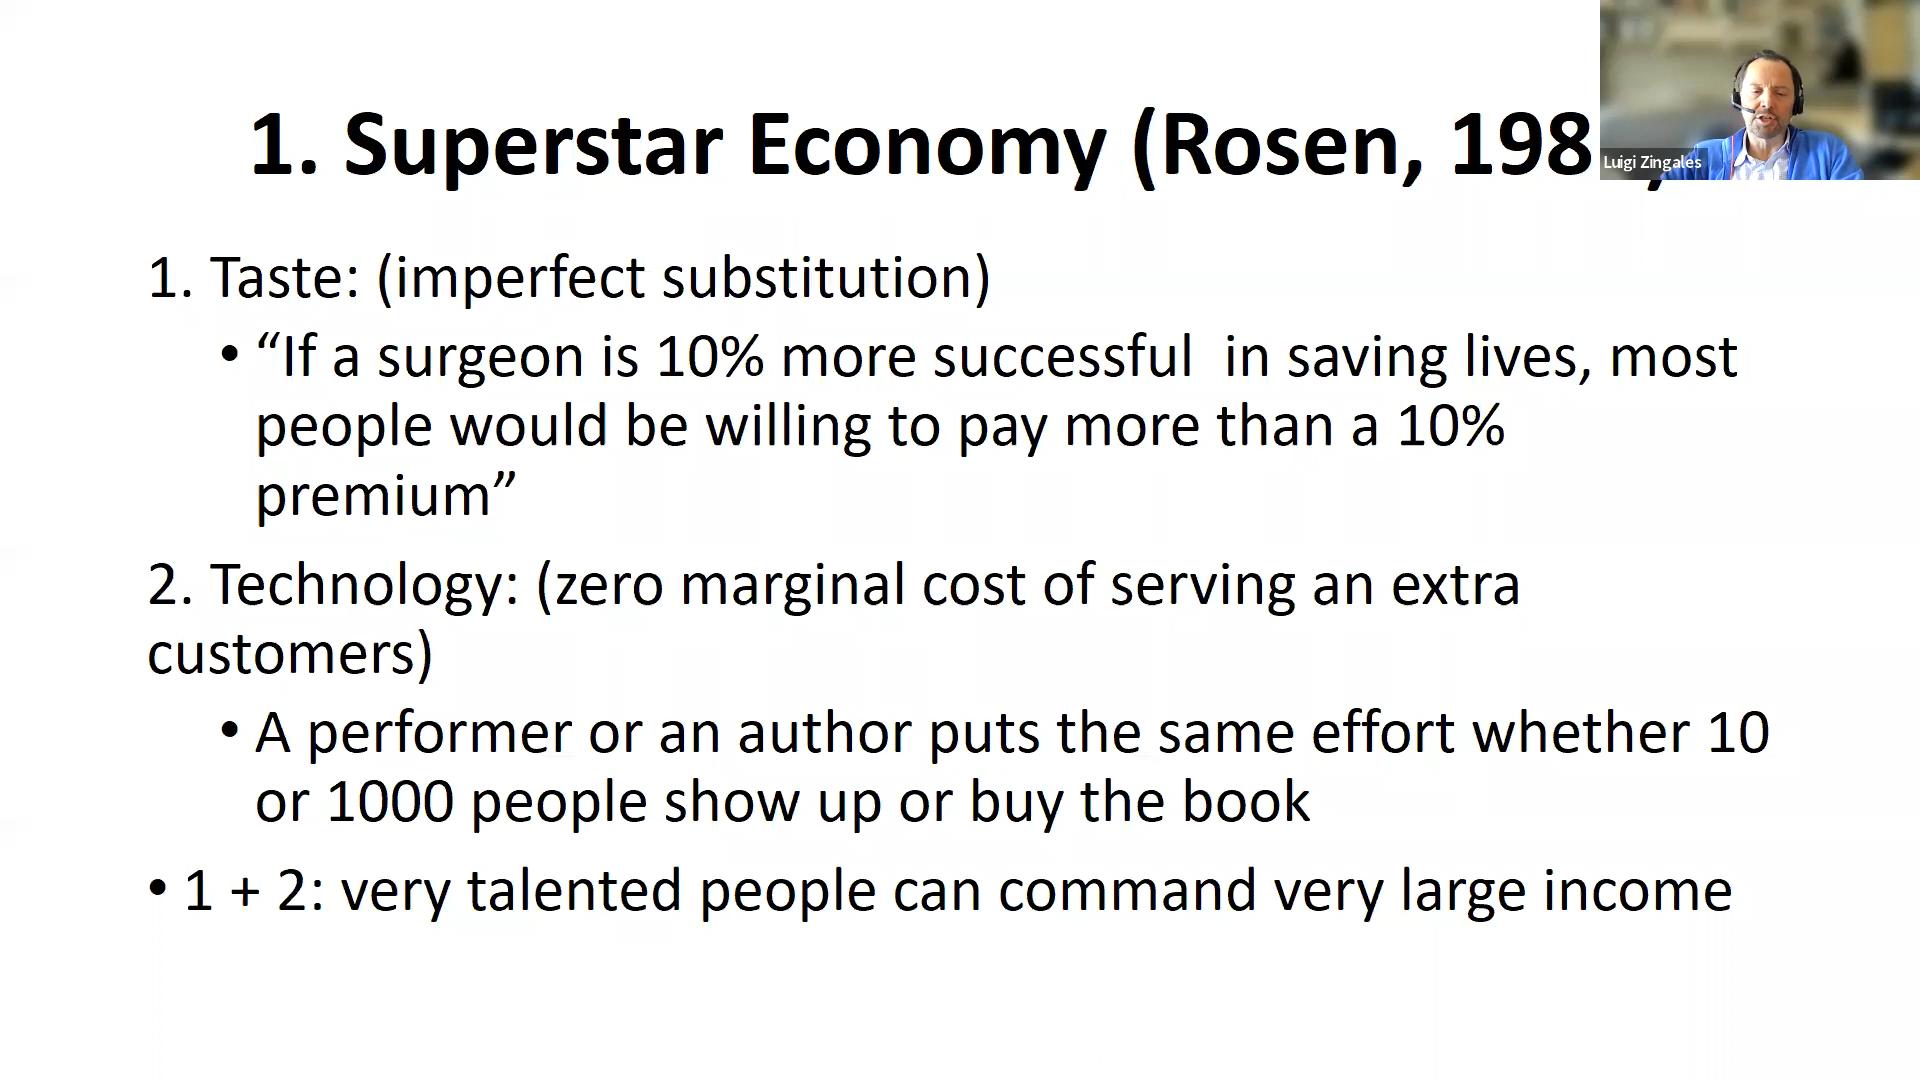 1. Superstar Economy (Rosen, 198
Luigi Zingales
1. Taste: (imperfect substitution)
• “If a surgeon is 10% more successful  in saving lives, most
people would be willing to pay more than a 10%
premium”
2. Technology: (zero marginal cost of serving an extra
customers)
• A performer or an author puts the same effort whether 10
or 1000 people show up or buy the book
• 1 + 2: very talented people can command very large income